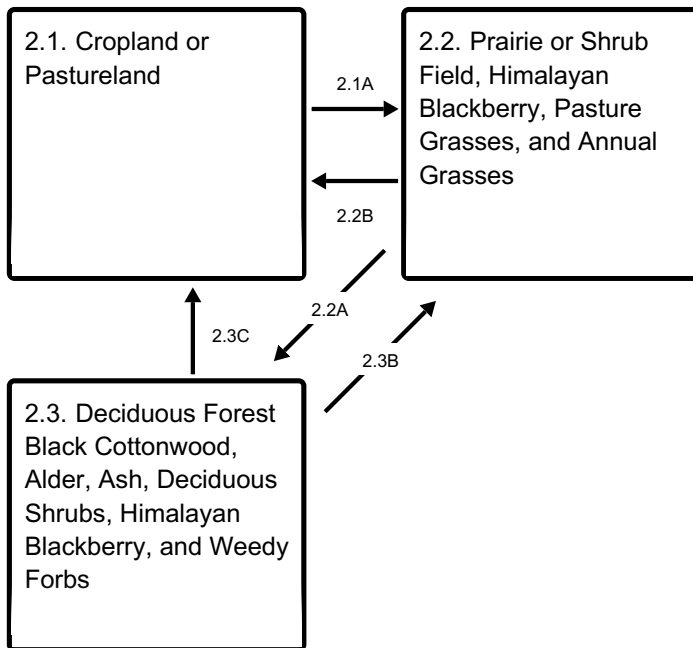 2.1. Cropland or
Pastureland
2.1A
2.2. Prairie or Shrub
Field, Himalayan
Blackberry, Pasture
Grasses, and Annual
Grasses
2.2B
2.2A
2.3C
2.3B
2.3. Deciduous Forest
Black Cottonwood,
Alder, Ash, Deciduous
Shrubs, Himalayan
Blackberry, and Weedy
Forbs